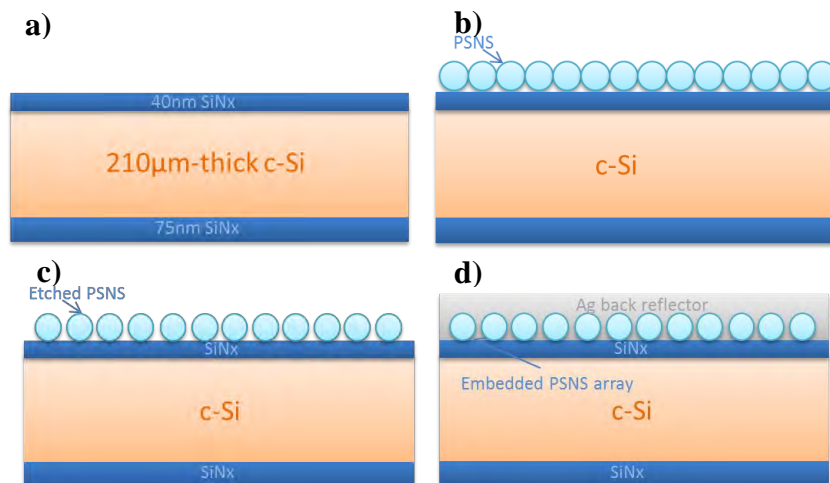 a)
40nm SiNx
210µm-thick c-Si
75nm SiNx
b)
PSNS
c-Si
c)
Etched PSNS
SiNx
c-Si
SiNx
d)
Ag back reflector
SiNx
Embedded PSNS array
c-Si
SiNx